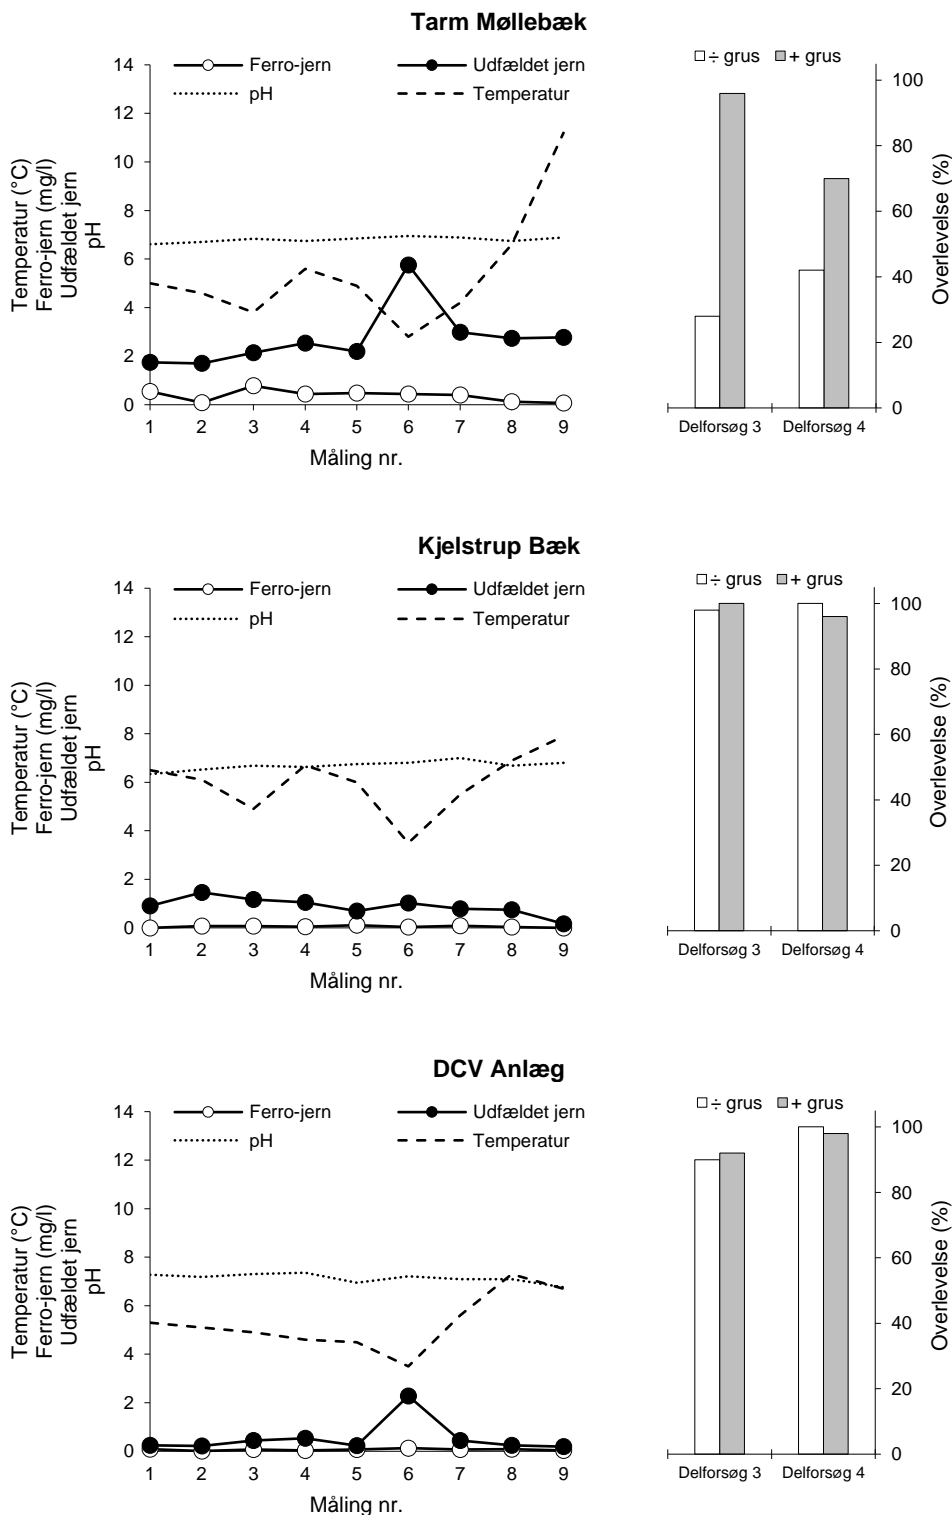 Tarm Møllebæk
Ferro-jern
Udfældet jern
pH
Temperatur
14
12
10
8
6
4
2
0
Temperatur (°C)
Ferro-jern (mg/l)
Udfældet jern
pH
1 2 3 4 5 6 7 8 9
Måling nr.
÷ grus + grus
100
80
60
40
20
0
Overlevelse (%)
Delforsøg 3 Delforsøg 4
Kjelstrup Bæk
Ferro-jern
Udfældet jern
pH
Temperatur
14
12
10
8
6
4
2
0
Temperatur (°C)
Ferro-jern (mg/l)
Udfældet jern
pH
1 2 3 4 5 6 7 8 9
Måling nr.
÷ grus + grus
100
80
60
40
20
0
Overlevelse (%)
Delforsøg 3 Delforsøg 4
DCV Anlæg
Ferro-jern
Udfældet jern
pH
Temperatur
14
12
10
8
6
4
2
0
Temperatur (°C)
Ferro-jern (mg/l)
Udfældet jern
pH
1 2 3 4 5 6 7 8 9
Måling nr.
÷ grus + grus
100
80
60
40
20
0
Overlevelse (%)
Delforsøg 3 Delforsøg 4